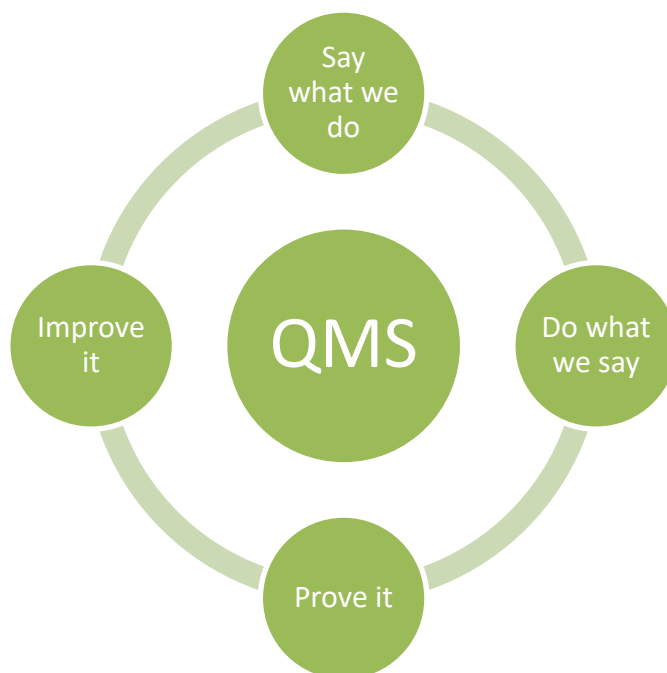 Say
what we
do
Improve
it
QMS
Do what
we say
Prove it